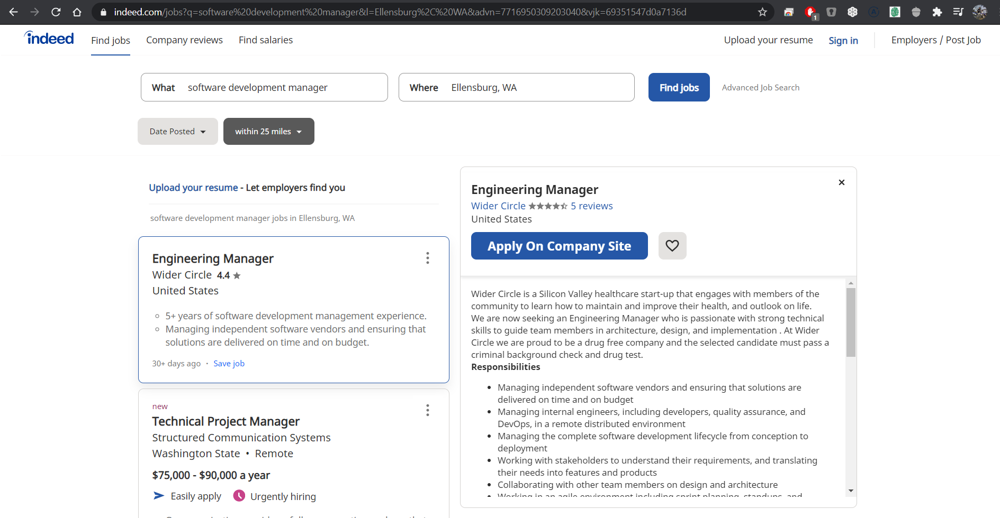 indeed.com/jobs?q=software%20development%20manager&l=Ellensburg%2C%20WA&advn=7716950309203040&vjk=69351547d0a7136d
1
indeed
Find jobs
Company reviews
Find salaries
Upload your resume
Sign in
Employers / Post Job
What software development manager
Where Ellensburg, WA
Find jobs
Advanced Job Search
Date Posted
within 25 miles
Upload your resume - Let employers find you
software development manager jobs in Ellensburg, WA
Engineering Manager
Wider Circle 4.4
United States
5+ years of software development management experience.
Managing independent software vendors and ensuring that
solutions are delivered on time and on budget.
30+ days ago · Save job
new
Technical Project Manager
Structured Communication Systems
Washington State • Remote
$75,000 - $90,000 a year
Easily apply
Urgently hiring
Engineering Manager
Wider Circle 5 reviews
United States
Apply On Company Site
Wider Circle is a Silicon Valley healthcare start-up that engages with members of the
community to learn how to maintain and improve their health, and outlook on life.
We are now seeking an Engineering Manager who is passionate with strong technical
skills to guide team members in architecture, design, and implementation . At Wider
Circle we are proud to be a drug free company and the selected candidate must pass a
criminal background check and drug test.
Responsibilities
• Managing independent software vendors and ensuring that solutions are
delivered on time and on budget
• Managing internal engineers, including developers, quality assurance, and
DevOps, in a remote distributed environment
• Managing the complete software development lifecycle from conception to
deployment
• Working with stakeholders to understand their requirements, and translating
their needs into features and products
• Collaborating with other team members on design and architecture
• Working in an agile environment including sprint planning, standups, and